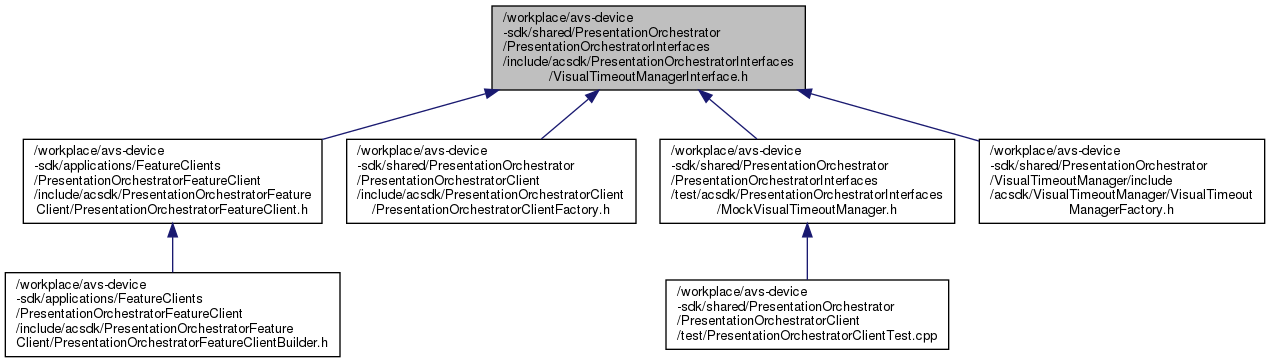 /workplace/avs-device
-sdk/shared/PresentationOrchestrator
/PresentationOrchestratorInterfaces
/include/acsdk/PresentationOrchestratorInterfaces
/VisualTimeoutManagerInterface.h
/workplace/avs-device
-sdk/applications/FeatureClients
/PresentationOrchestratorFeatureClient
/include/acsdk/PresentationOrchestratorFeature
Client/PresentationOrchestratorFeatureClient.h
/workplace/avs-device
-sdk/shared/PresentationOrchestrator
/PresentationOrchestratorClient
/include/acsdk/PresentationOrchestratorClient
/PresentationOrchestratorClientFactory.h
/workplace/avs-device
-sdk/shared/PresentationOrchestrator
/PresentationOrchestratorInterfaces
/test/acsdk/PresentationOrchestratorInterfaces
/MockVisualTimeoutManager.h
/workplace/avs-device
-sdk/shared/PresentationOrchestrator
/VisualTimeoutManager/include
/acsdk/VisualTimeoutManager/VisualTimeout
ManagerFactory.h
/workplace/avs-device
-sdk/applications/FeatureClients
/PresentationOrchestratorFeatureClient
/include/acsdk/PresentationOrchestratorFeature
Client/PresentationOrchestratorFeatureClientBuilder.h
/workplace/avs-device
-sdk/shared/PresentationOrchestrator
/PresentationOrchestratorClient
/test/PresentationOrchestratorClientTest.cpp